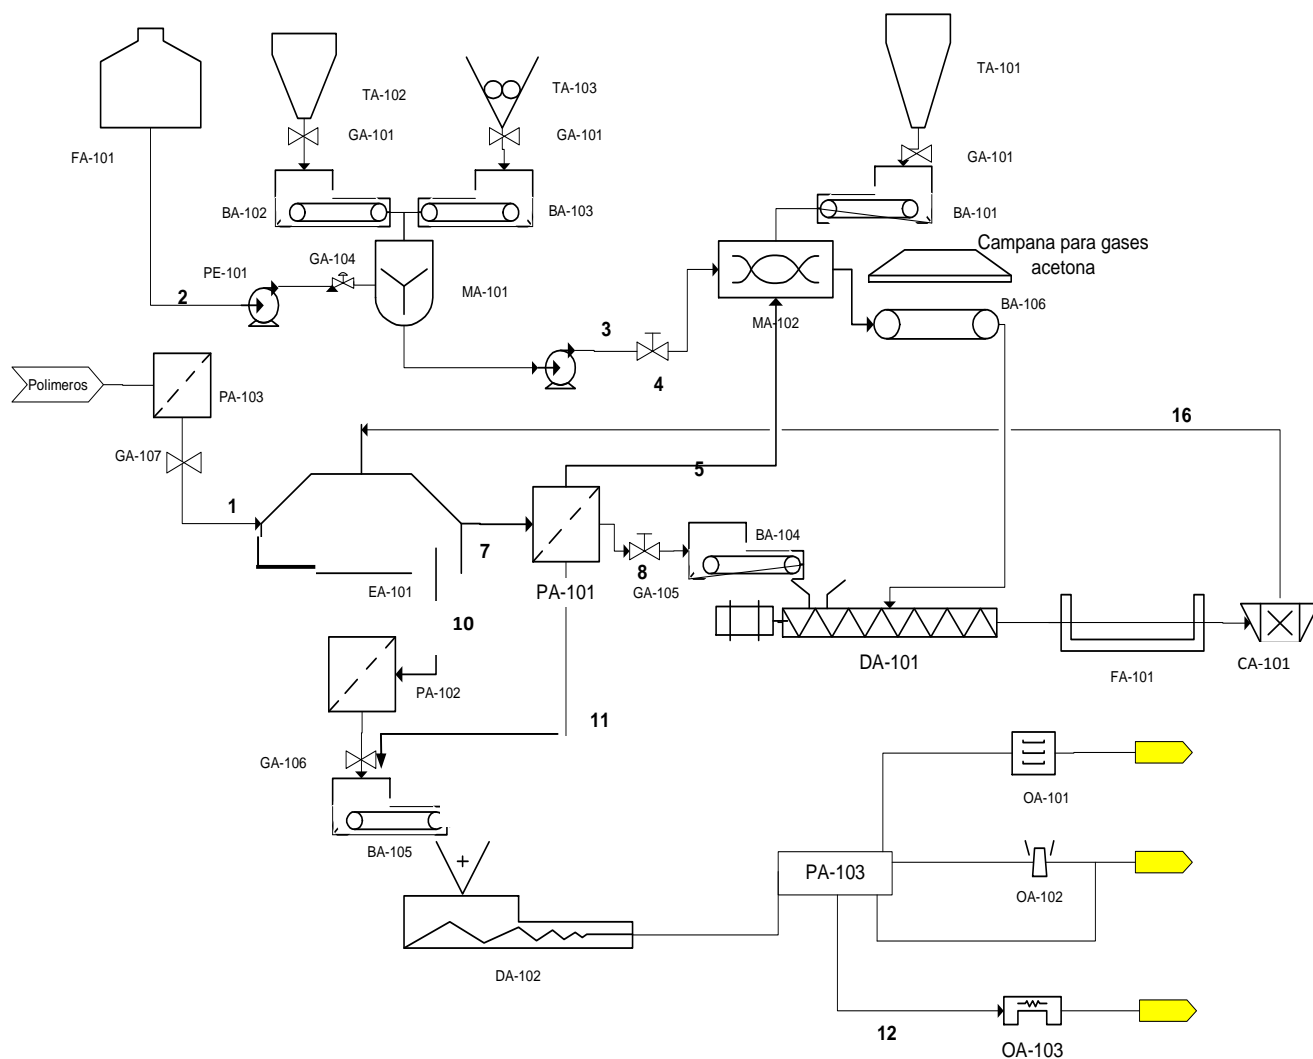 TA-101
TA-102
TA-103
GA-101
GA-101
FA-101
GA-101
BA-102
BA-103
BA-101
Campana para gases
acetona
GA-104
PE-101
MA-101
2
BA-106
MA-102
3
4
Polimeros
PA-103
16
GA-107
5
1
7
BA-104
8
EA-101
PA-101
GA-105
10
DA-101
FA-101
CA-101
PA-102
11
GA-106
OA-101
BA-105
PA-103
OA-102
DA-102
12
OA-103